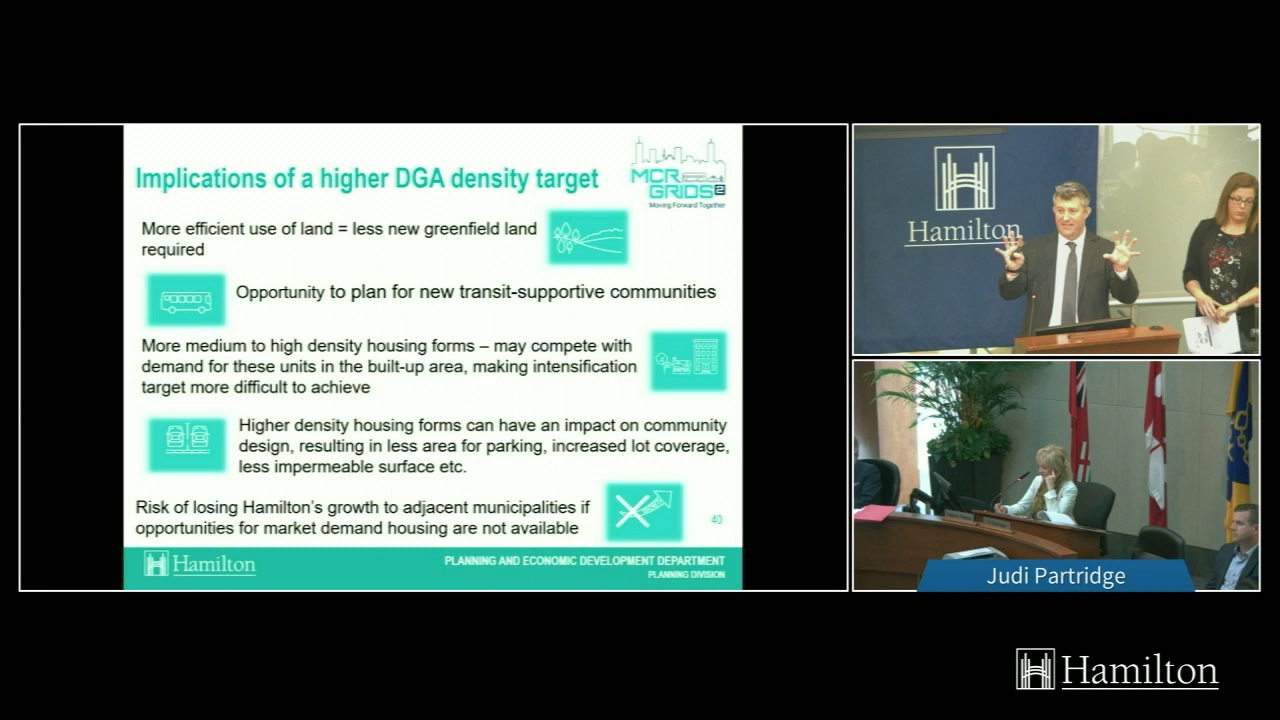 Implications of a higher DGA density target
MCR
GRIDS2
Moving Forward Together
More efficient use of land = less new greenfield land
required
Opportunity to plan for new transit-supportive communities
More medium to high density housing forms – may compete with
demand for these units in the built-up area, making intensification
target more difficult to achieve
Higher density housing forms can have an impact on community
design, resulting in less area for parking, increased lot coverage,
less impermeable surface etc.
Risk of losing Hamilton's growth to adjacent municipalities if
opportunities for market demand housing are not available
40
Hamilton
PLANNING AND ECONOMIC DEVELOPMENT DEPARTMENT
PLANNING DIVISION
Hamilton
Judi Partridge
Hamilton